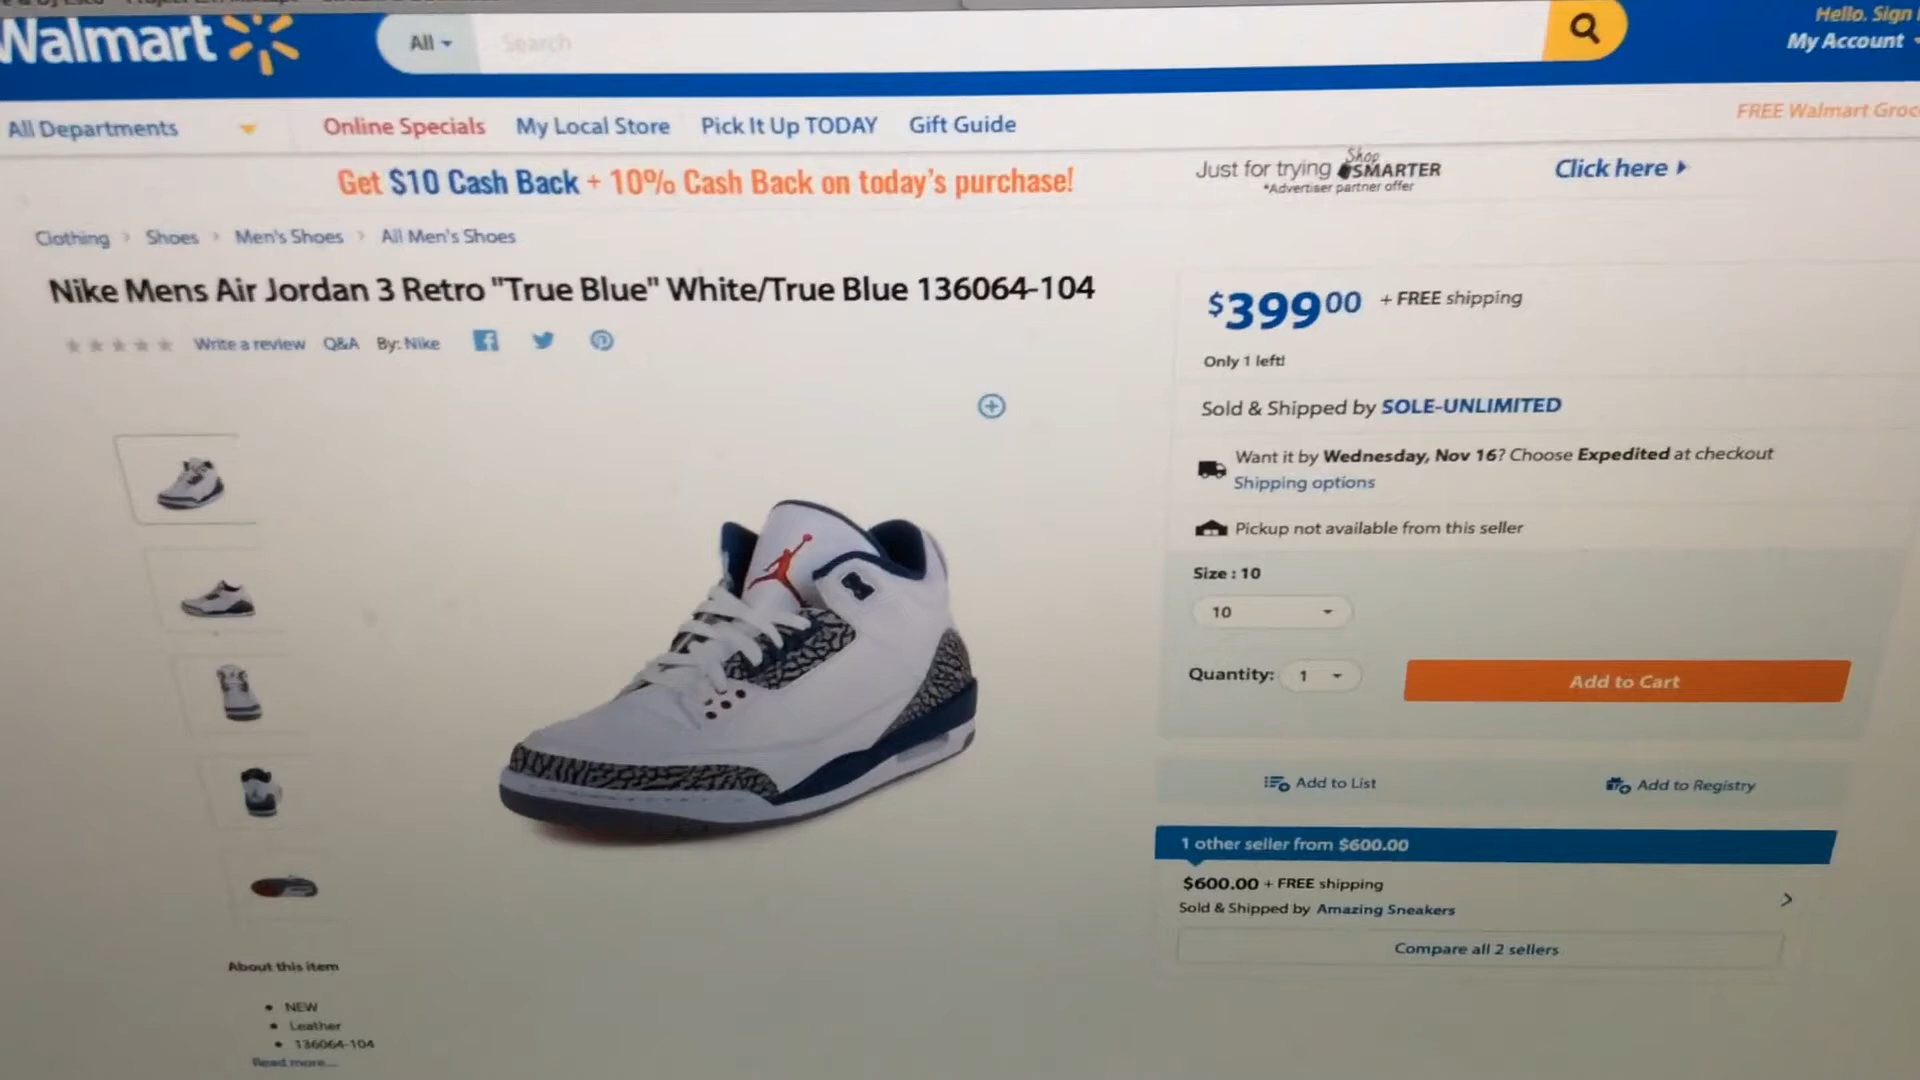 Walmart
All
Search
Hello. Sign
My Account
All Departments
Online Specials
My Local Store
Pick It Up TODAY
Gift Guide
FREE Walmart Groc
Get $10 Cash Back + 10% Cash Back on today's purchase!
Just for trying Shop SMARTER
*Advertiser partner offer
Click here
Clothing > Shoes > Men's Shoes > All Men's Shoes
Nike Mens Air Jordan 3 Retro "True Blue" White/True Blue 136064-104
Write a review Q&A By: Nike
$399 00 + FREE shipping
Only 1 left!
Sold & Shipped by SOLE-UNLIMITED
Want it by Wednesday, Nov 16? Choose Expedited at checkout
Shipping options
Pickup not available from this seller
Size : 10
10
Quantity: 1
Add to Cart
Add to List
Add to Registry
1 other seller from $600.00
$600.00 + FREE shipping
Sold & Shipped by Amazing Sneakers
Compare all 2 sellers
About this item
NEW
Leather
136064-104
Read more...